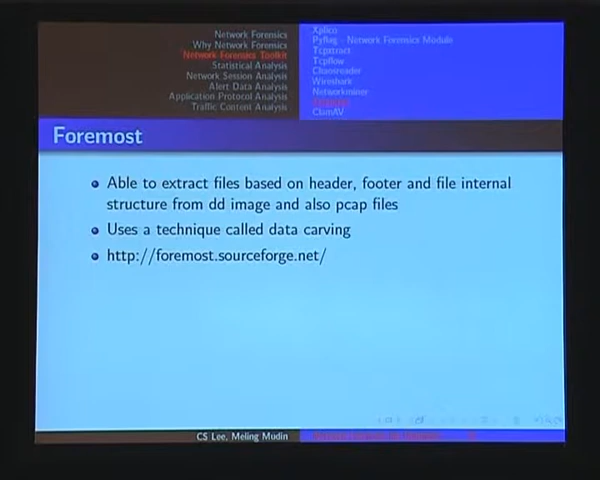 Network Forensics
Why Network Forensics
Network Forensics Toolkit
Statistical Analysis
Network Session Analysis
Alert Data Analysis
Application Protocol Analysis
Traffic Content Analysis
Xplico
Pyflag - Network Forensics Module
Tcpxtract
Tcpflow
Chaosreader
Wireshark
Networkminer
ClamAV
Foremost
Able to extract files based on header, footer and file internal
structure from dd image and also pcap files
Uses a technique called data carving
http://foremost.sourceforge.net/
CS Lee, Meling Mudin